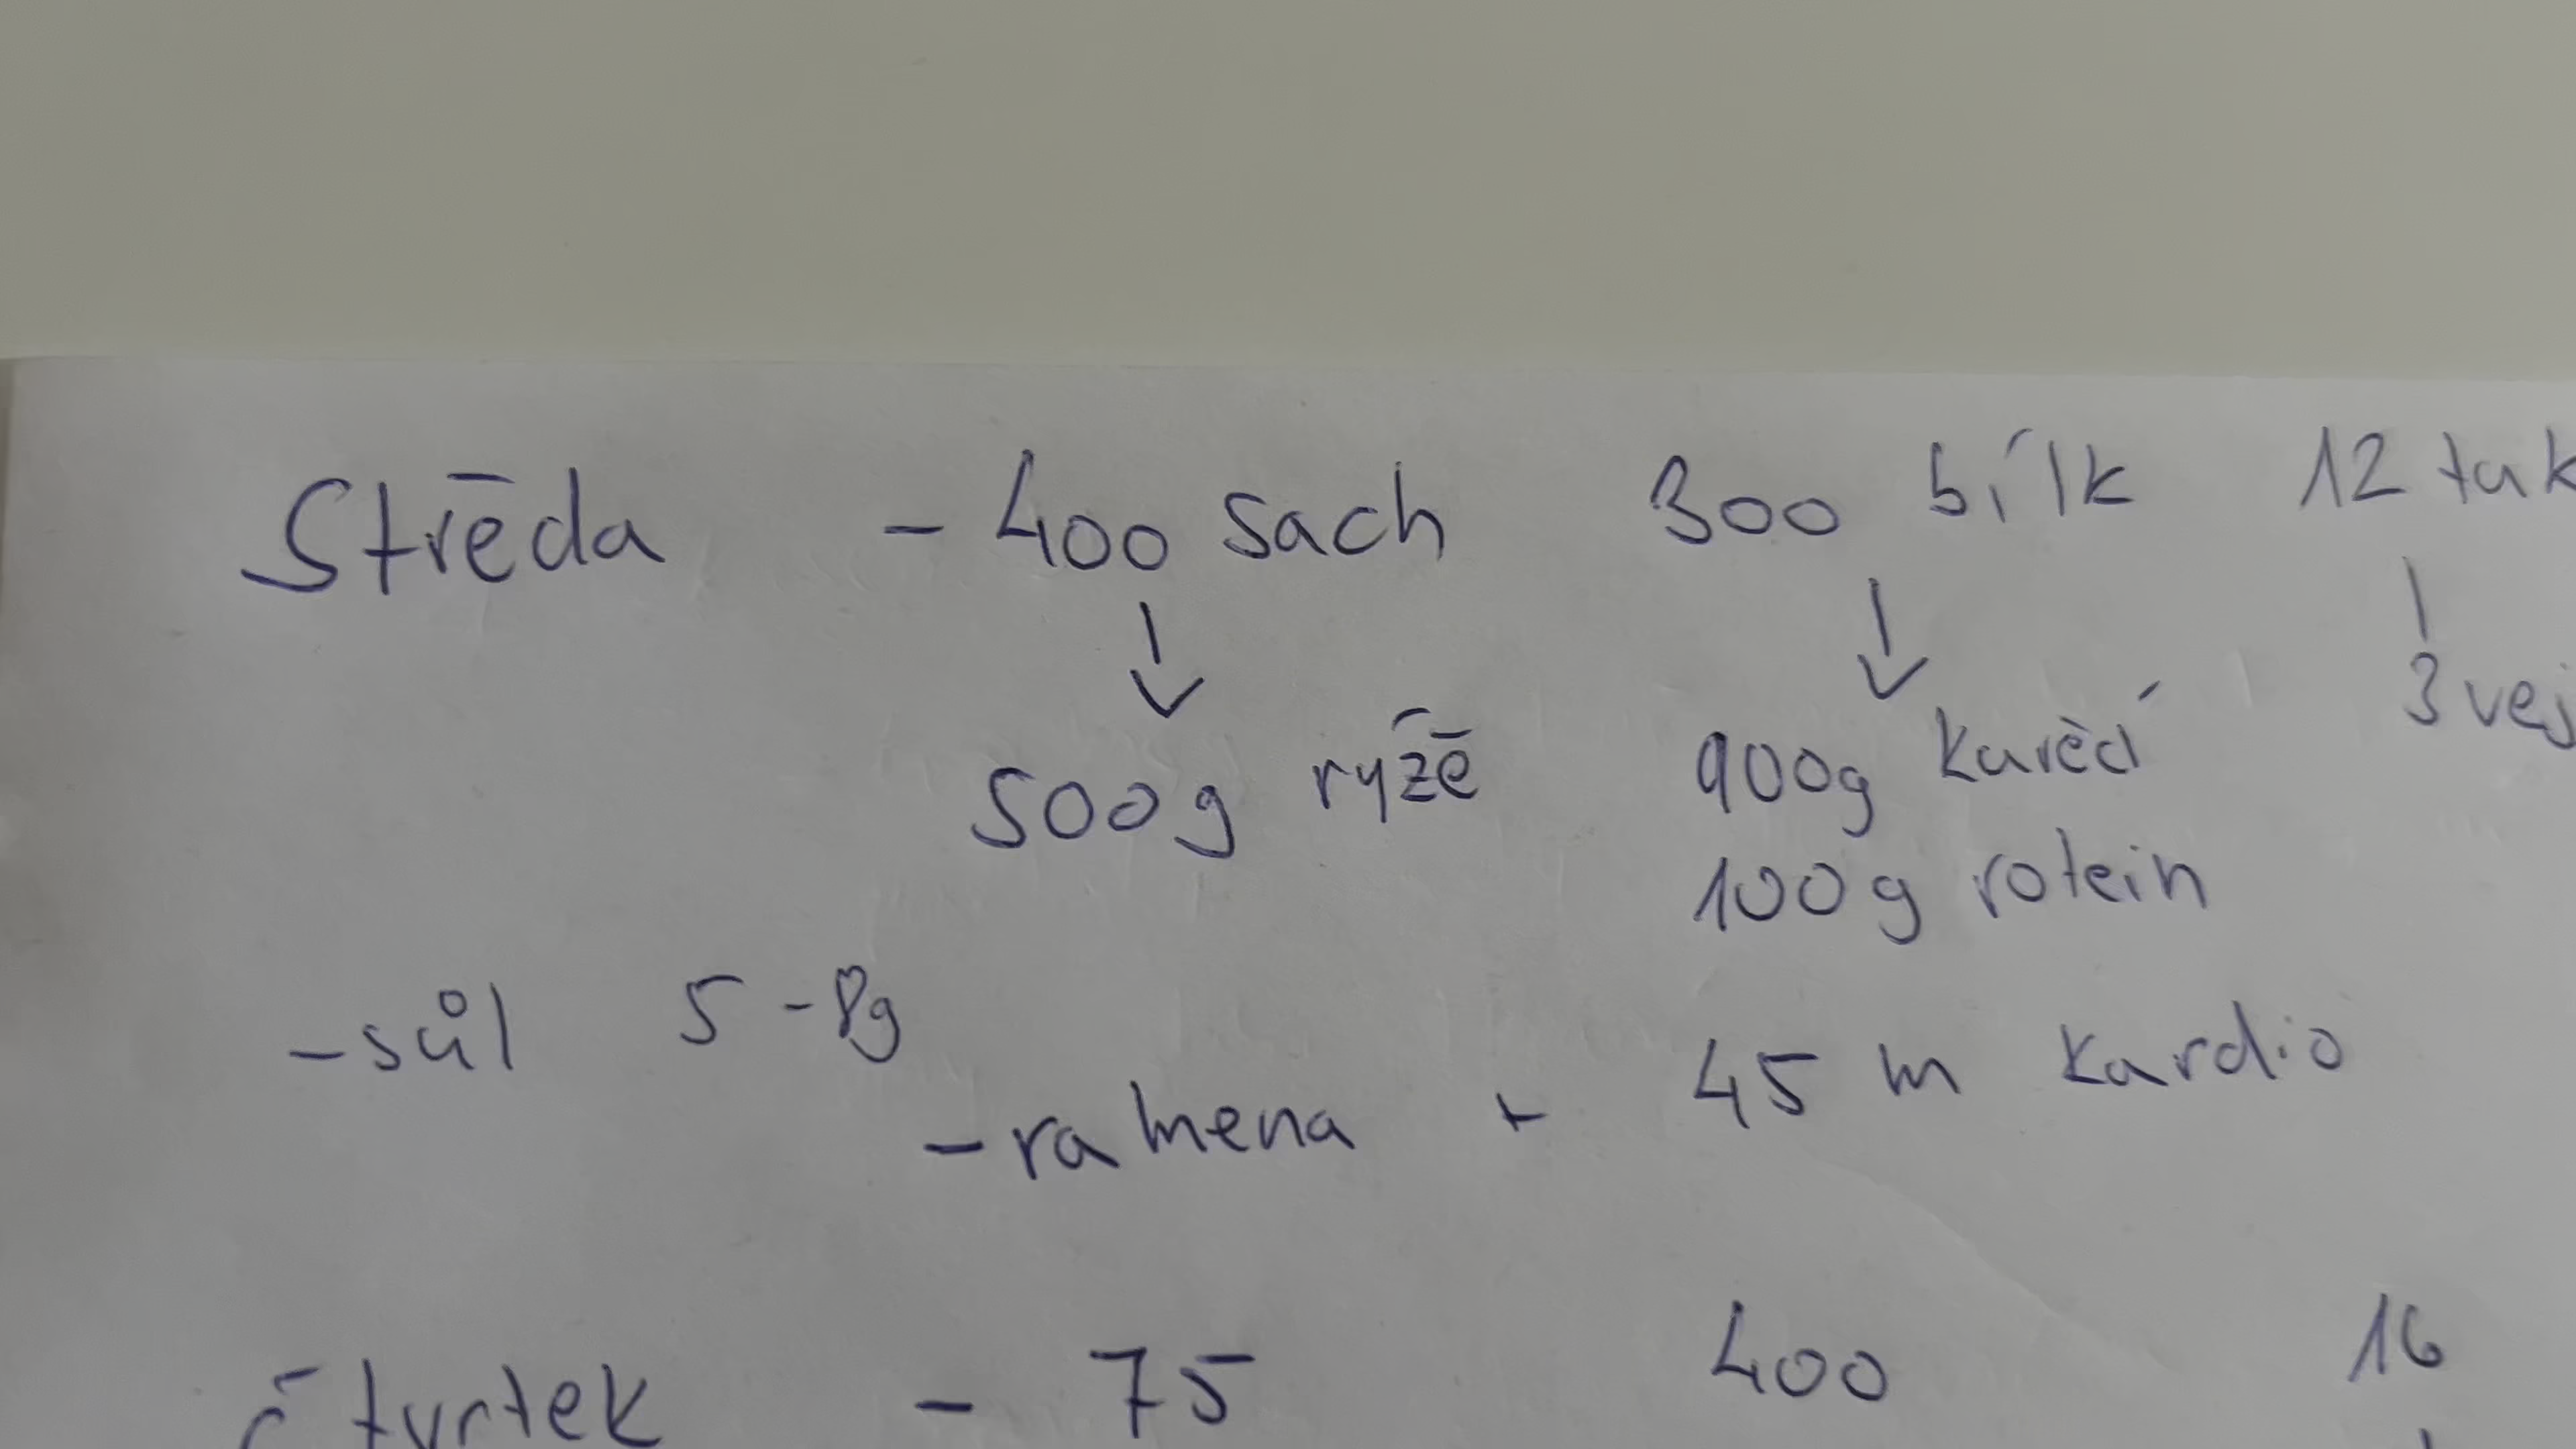 Středa - 400 sach 300 bílk 12 tuk
↓ ↓ |
500g rýže 900g kuřecí 3 vej
100g rotein
- sůl 5 - 8g
- ramena + 45 m kardio
čtvrtek - 75 400 16